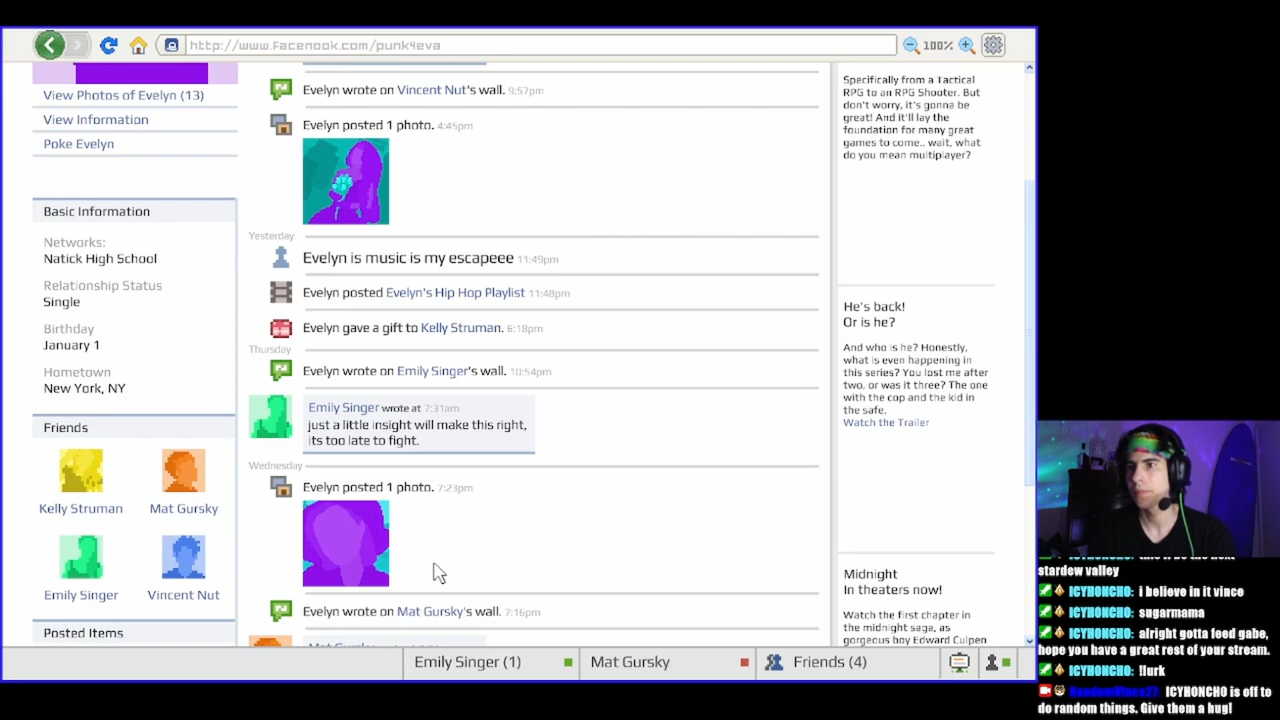 http://www.facenook.com/punk4eva
100%
View Photos of Evelyn (13)
View Information
Poke Evelyn
Basic Information
Networks:
Natick High School
Relationship Status
Single
Birthday
January 1
Hometown
New York, NY
Friends
Kelly Struman
Mat Gursky
Emily Singer
Vincent Nut
Posted Items
Evelyn wrote on Vincent Nut's wall. 9:57pm
Evelyn posted 1 photo. 4:45pm
Yesterday
Evelyn is music is my escapeee 11:49pm
Evelyn posted Evelyn's Hip Hop Playlist 11:48pm
Evelyn gave a gift to Kelly Struman. 6:18pm
Thursday
Evelyn wrote on Emily Singer's wall. 10:54pm
Emily Singer wrote at 7:31am
just a little insight will make this right,
its too late to fight.
Wednesday
Evelyn posted 1 photo. 7:23pm
Evelyn wrote on Mat Gursky's wall. 7:16pm
Specifically from a Tactical
RPG to an RPG Shooter. But
don't worry, it's gonna be
great! And it'll lay the
foundation for many great
games to come.. wait, what
do you mean multiplayer?
He's back!
Or is he?
And who is he? Honestly,
what is even happening in
this series? You lost me after
two, or was it three? The one
with the cop and the kid in
the safe.
Watch the Trailer
Midnight
In theaters now!
Watch the first chapter in
the midnight saga, as
gorgeous boy Edward Culpen
Emily Singer (1)
Mat Gursky
Friends (4)
stardew valley
ICYHONCHO: i believe in it vince
ICYHONCHO: sugarmama
ICYHONCHO: alright gotta feed gabe,
hope you have a great rest of your stream.
ICYHONCHO: !lurk
ICYHONCHO is off to
do random things. Give them a hug!